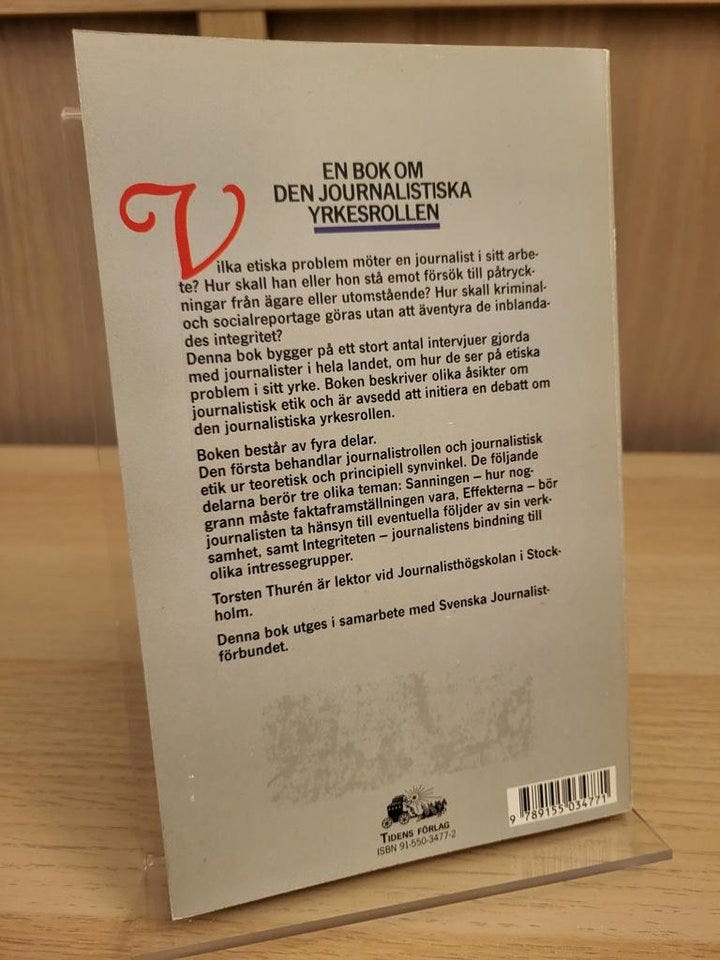 EN BOK OM
DEN JOURNALISTISKA
YRKESROLLEN
Vilka etiska problem möter en journalist i sitt arbe-
te? Hur skall han eller hon stå emot försök till påtryck-
ningar från ägare eller utomstående? Hur skall kriminal-
och socialreportage göras utan att äventyra de inblanda-
des integritet?
Denna bok bygger på ett stort antal intervjuer gjorda
med journalister i hela landet, om hur de ser på etiska
problem i sitt yrke. Boken beskriver olika åsikter om
journalistisk etik och är avsedd att initiera en debatt om
den journalistiska yrkesrollen.
Boken består av fyra delar.
Den första behandlar journalistrollen och journalistisk
etik ur teoretisk och principiell synvinkel. De följande
delarna berör tre olika teman: Sanningen – hur nog-
grann måste faktaframställningen vara, Effekterna – bör
journalisten ta hänsyn till eventuella följder av sin verk-
samhet, samt Integriteten – journalistens bindning till
olika intressegrupper.
Torsten Thurén är lektor vid Journalisthögskolan i Stock-
holm.
Denna bok utges i samarbete med Svenska Journalist-
förbundet.
TIDENS FÖRLAG
ISBN 91-550-3477-2
9 789155 034771